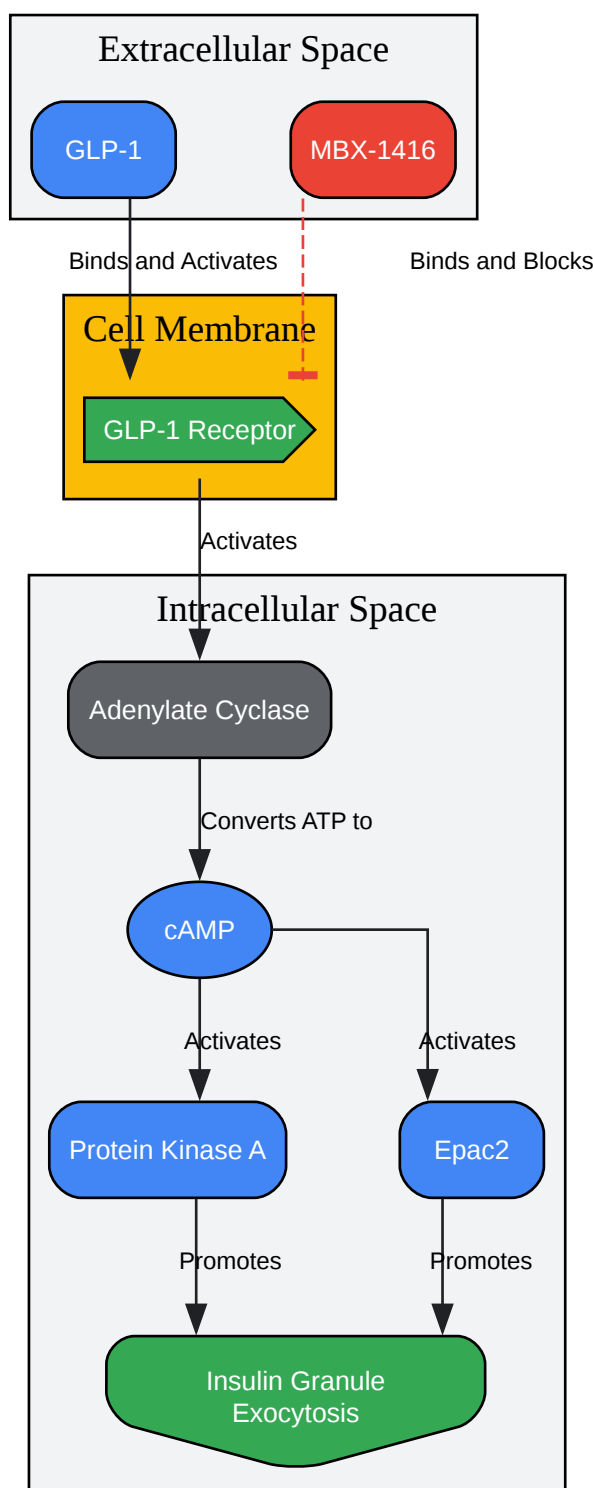 Extracellular Space
GLP-1
MBX-1416
Binds and Activates
Binds and Blocks
Cell Membrane
GLP-1 Receptor
Activates
Intracellular Space
Adenylate Cyclase
Converts ATP to
cAMP
Activates
Activates
Protein Kinase A
Epac2
Promotes
Promotes
Insulin Granule
Exocytosis